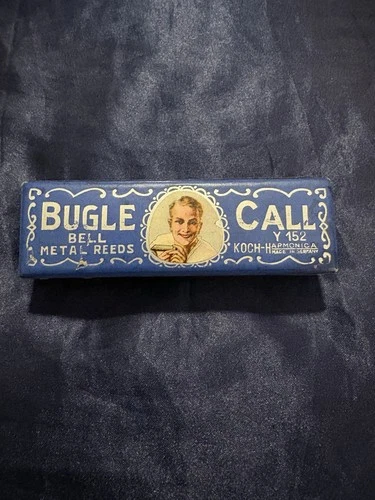 BUGLE CALL
BELL
METAL REEDS
Y 152
KOCH-HARMONICA
MADE IN GERMANY